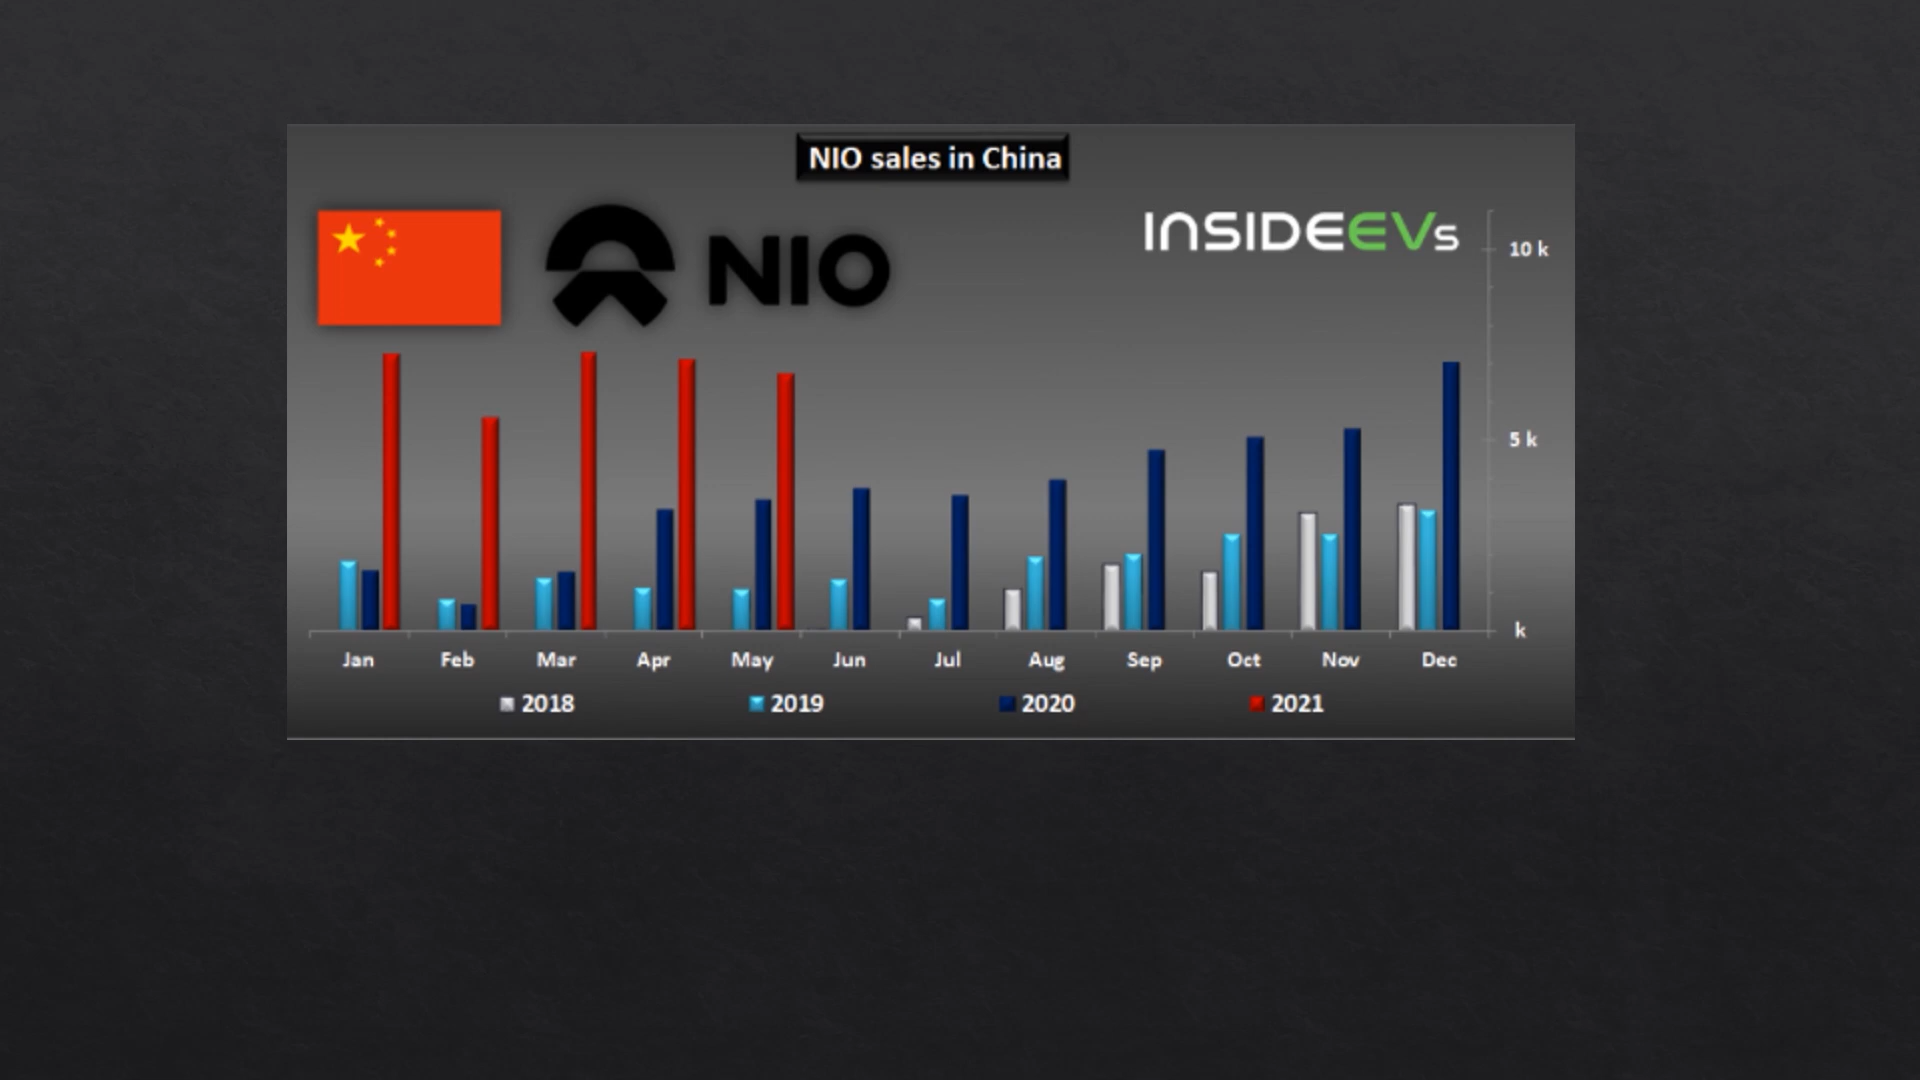 NIO sales in China
NIO
INSIDEEVs
10 k
5 k
k
Jan Feb Mar Apr May Jun Jul Aug Sep Oct Nov Dec
2018 2019 2020 2021